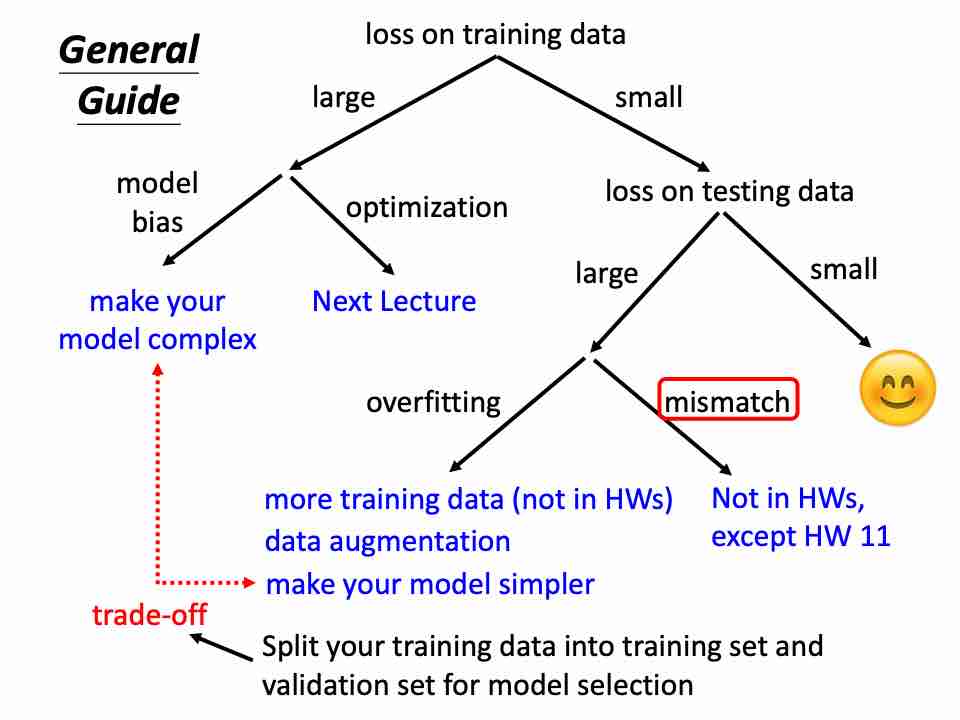 General
Guide
loss on training data
large
small
model
bias
optimization
loss on testing data
make your
model complex
Next Lecture
large
small
overfitting
mismatch
more training data (not in HWs)
data augmentation
make your model simpler
Not in HWs,
except HW 11
trade-off
Split your training data into training set and
validation set for model selection